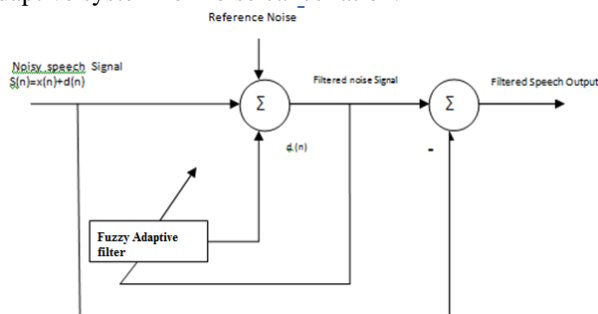 Reference Noise
Noisy speech Signal
S(n)=x(n)+d(n)
Σ
Filtered noise Signal
Σ
Filtered Speech Output
d(n)
-
Fuzzy Adaptive
filter